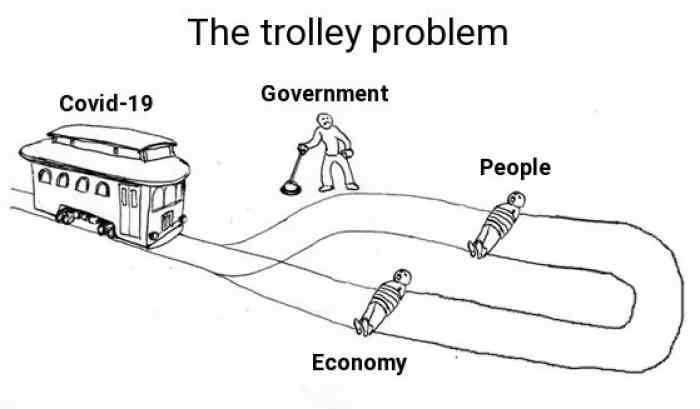 The trolley problem
Covid-19
Government
People
Economy